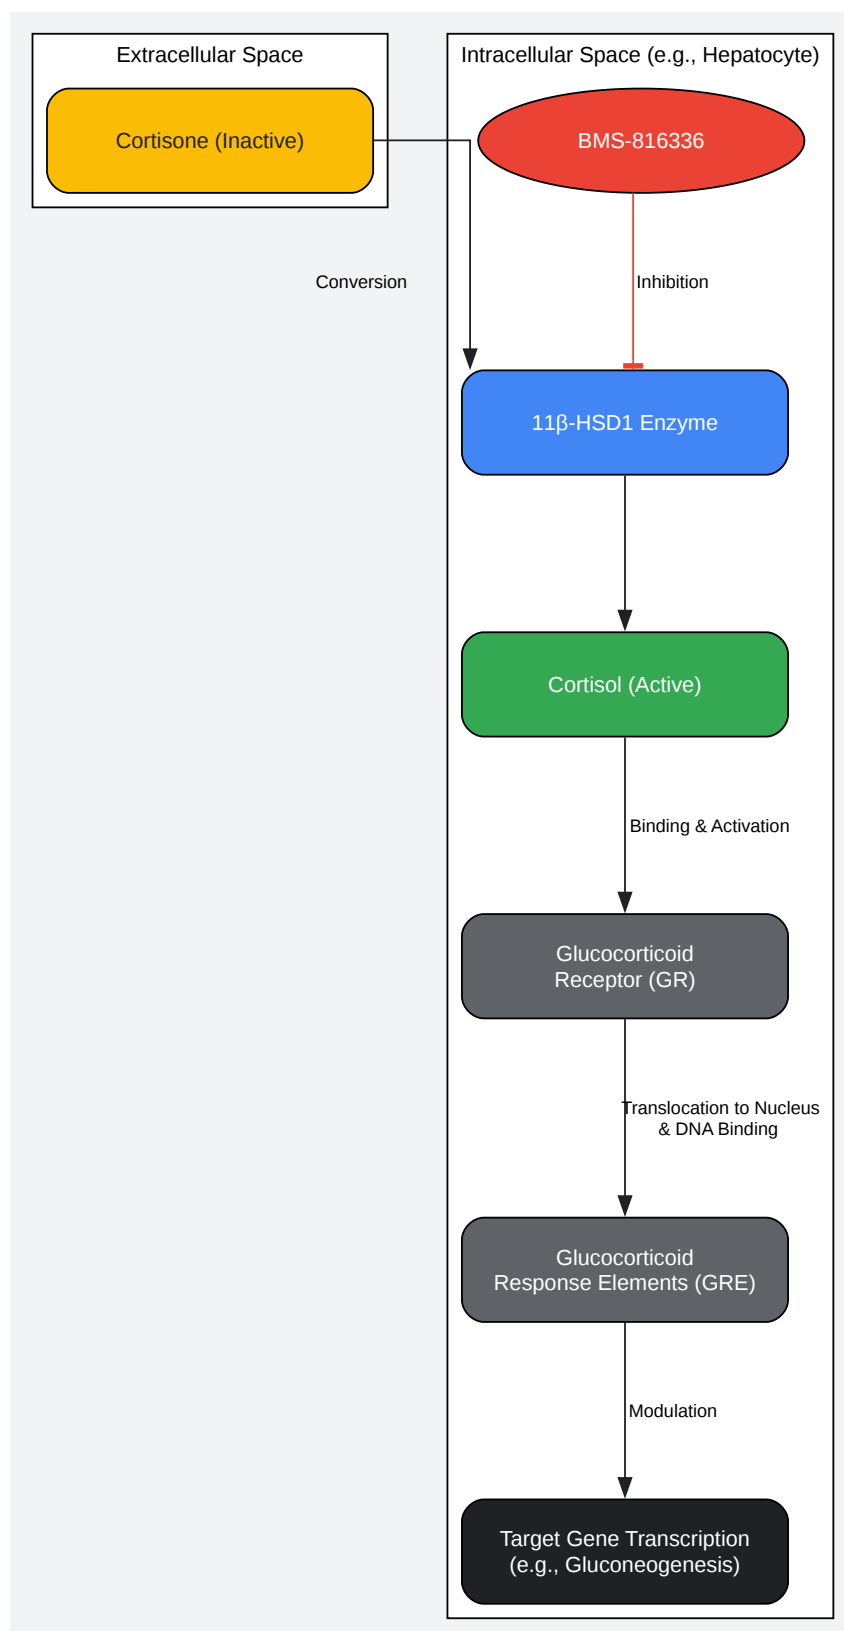 Extracellular Space
Intracellular Space (e.g., Hepatocyte)
Cortisone (Inactive)
BMS-816336
Conversion
Inhibition
11β-HSD1 Enzyme
Cortisol (Active)
Binding & Activation
Glucocorticoid
Receptor (GR)
Translocation to Nucleus
& DNA Binding
Glucocorticoid
Response Elements (GRE)
Modulation
Target Gene Transcription
(e.g., Gluconeogenesis)